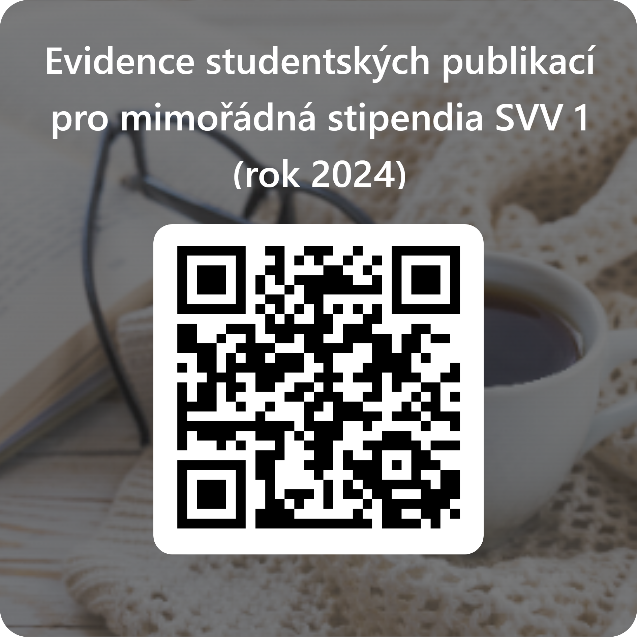 Evidence studentských publikací
pro mimořádná stipendia SVV 1
(rok 2024)